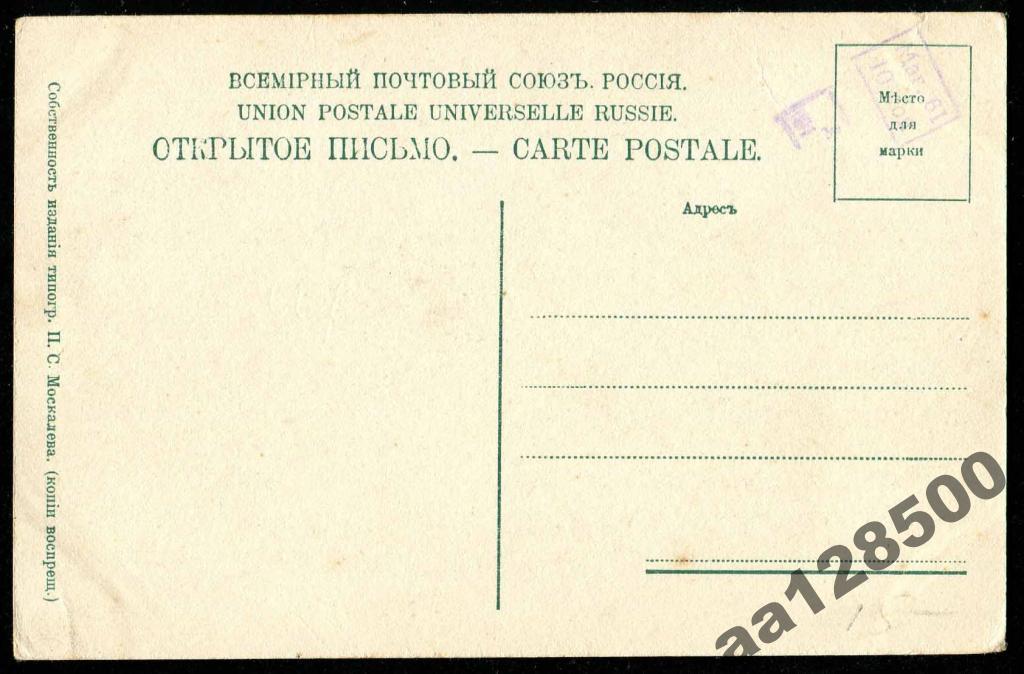 ВСЕМІРНЫЙ ПОЧТОВЫЙ СОЮЗЪ. РОССІЯ.
UNION POSTALE UNIVERSELLE RUSSIE.
ОТКРЫТОЕ ПИСЬМО. — CARTE POSTALE.
Мѣсто
для
марки
Адресъ
Собственность изданія типогр. П. С. Москалева. (копіи воспрещ.)
aa128500